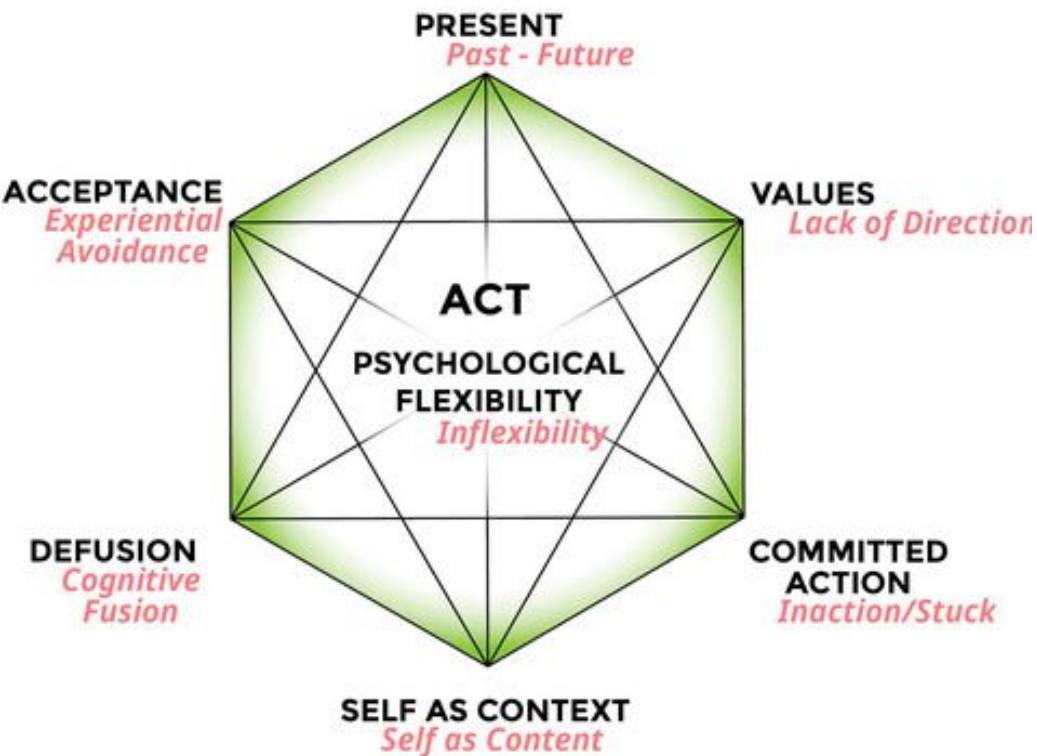 PRESENT
Past - Future
ACCEPTANCE
Experiential
Avoidance
VALUES
Lack of Direction
ACT
PSYCHOLOGICAL
FLEXIBILITY
Inflexibility
DEFUSION
Cognitive
Fusion
COMMITTED
ACTION
Inaction/Stuck
SELF AS CONTEXT
Self as Content